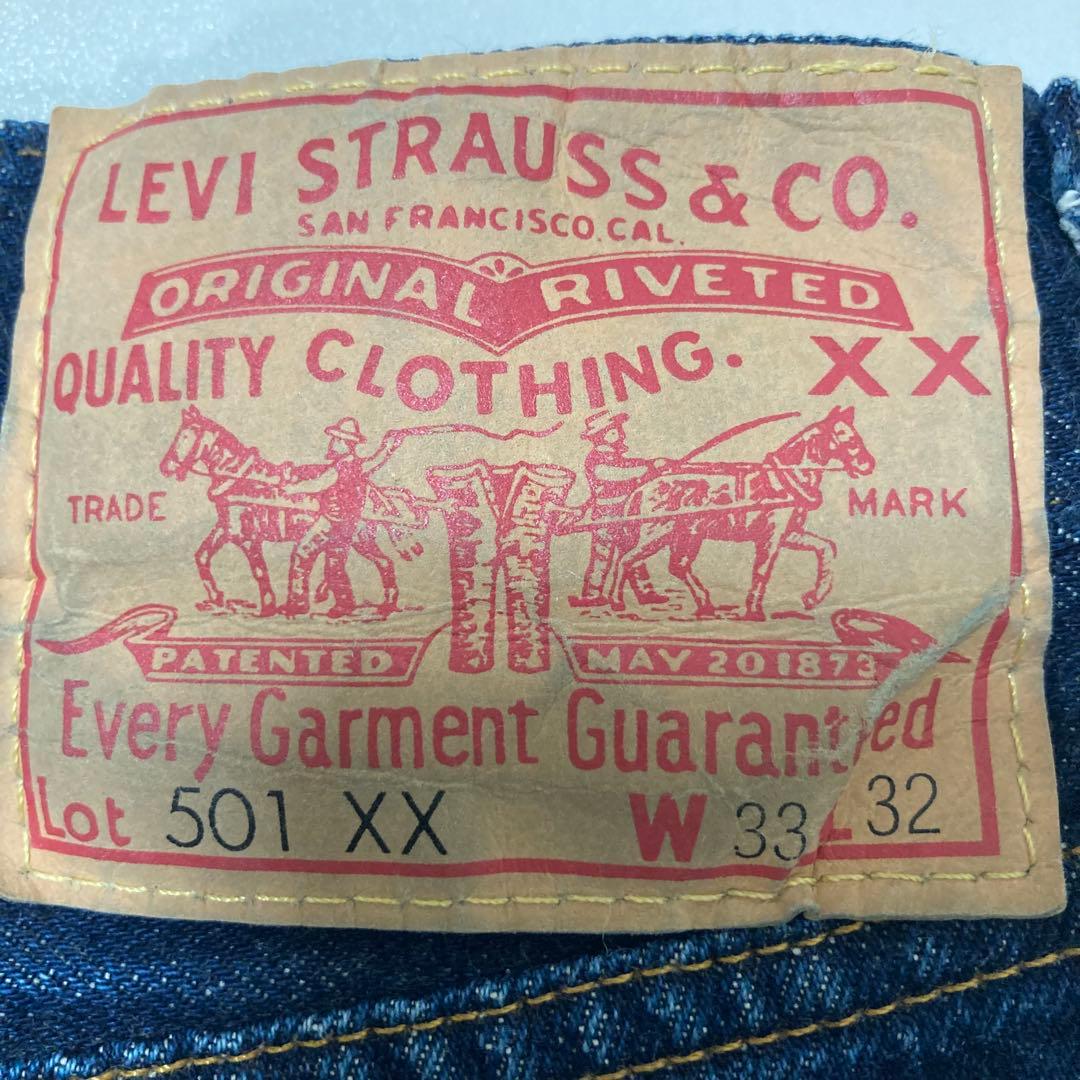 LEVI STRAUSS & CO.
SAN FRANCISCO, CAL.
ORIGINAL RIVETED
QUALITY CLOTHING. XX
TRADE MARK
PATENTED MAY 20 1873
Every Garment Guaranteed
Lot 501 XX W 33 L 32